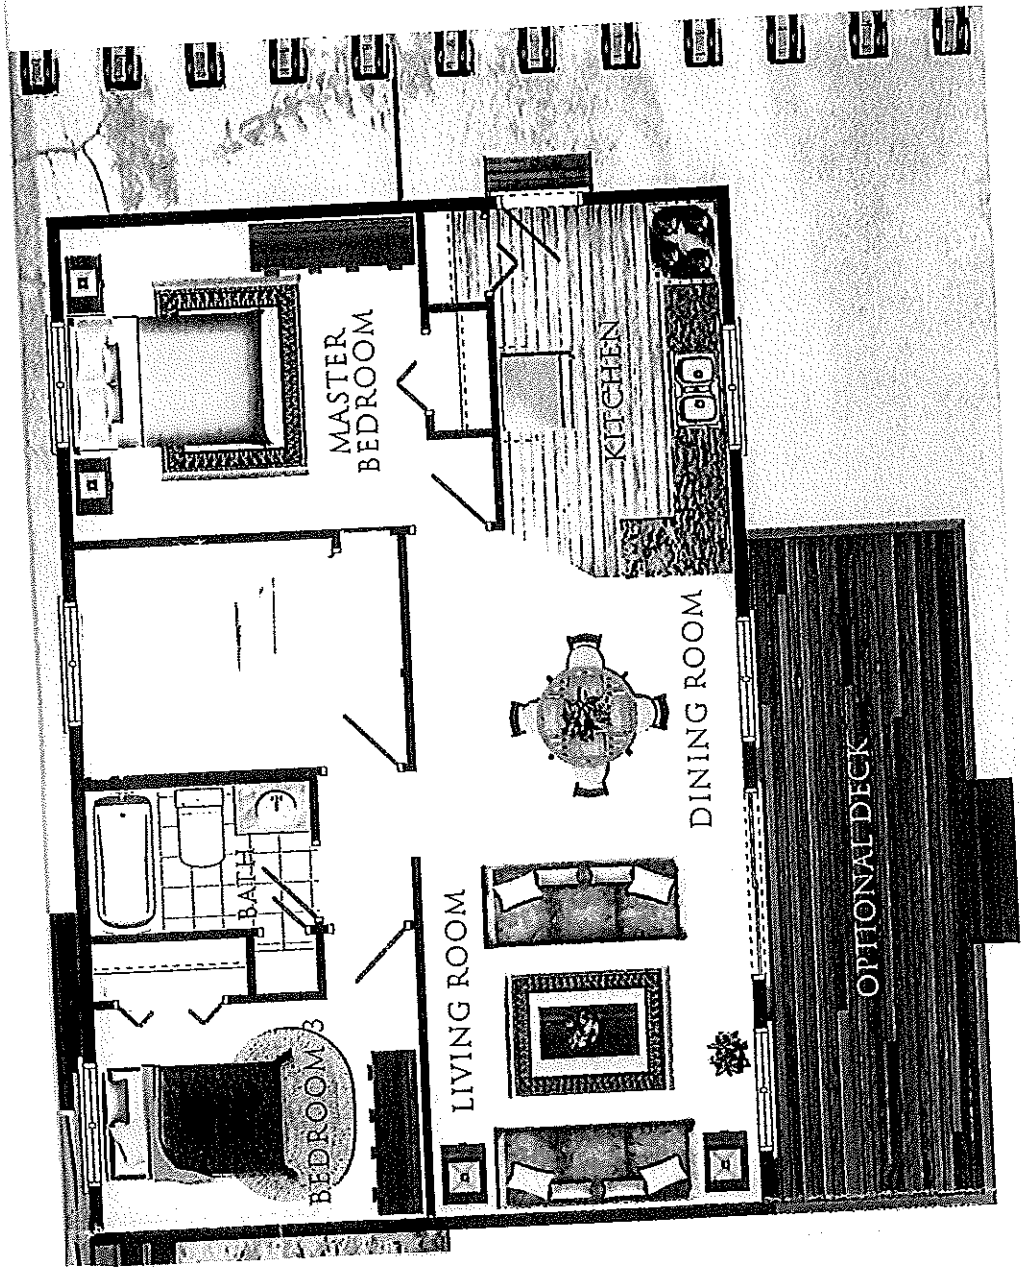 MASTER
BEDROOM
KITCHEN
BATH
DINING ROOM
LIVING ROOM
BEDROOM 3
OPTIONAL DECK